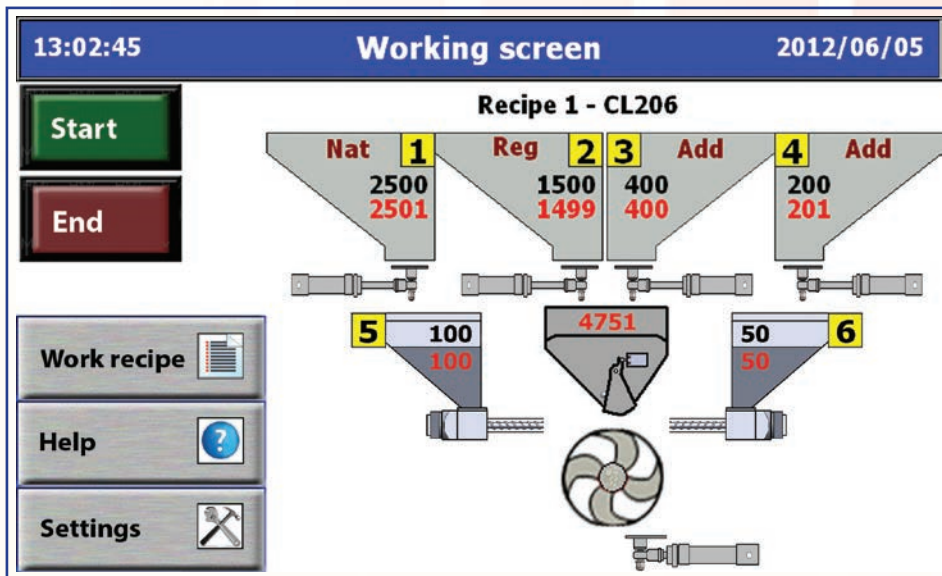 13:02:45 Working screen 2012/06/05
Start
Recipe 1 - CL206
Nat 1 Reg 2 3 Add 4 Add
2500 1500 400 200
2501 1499 400 201
End
5 100 4751 50 6
100 50
Work recipe
Help ?
Settings